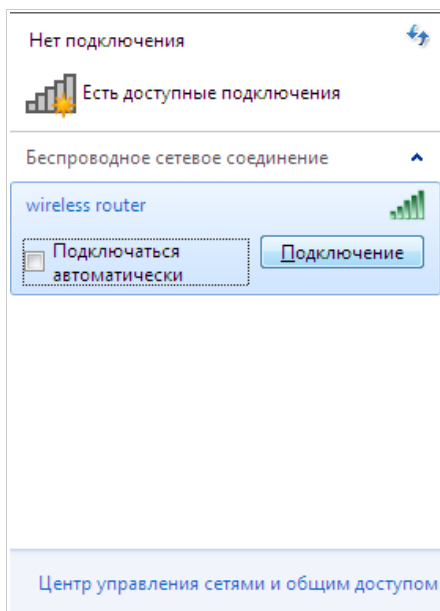 Нет подключения
Есть доступные подключения
Беспроводное сетевое соединение
wireless router
Подключаться
автоматически
Подключение
Центр управления сетями и общим доступом